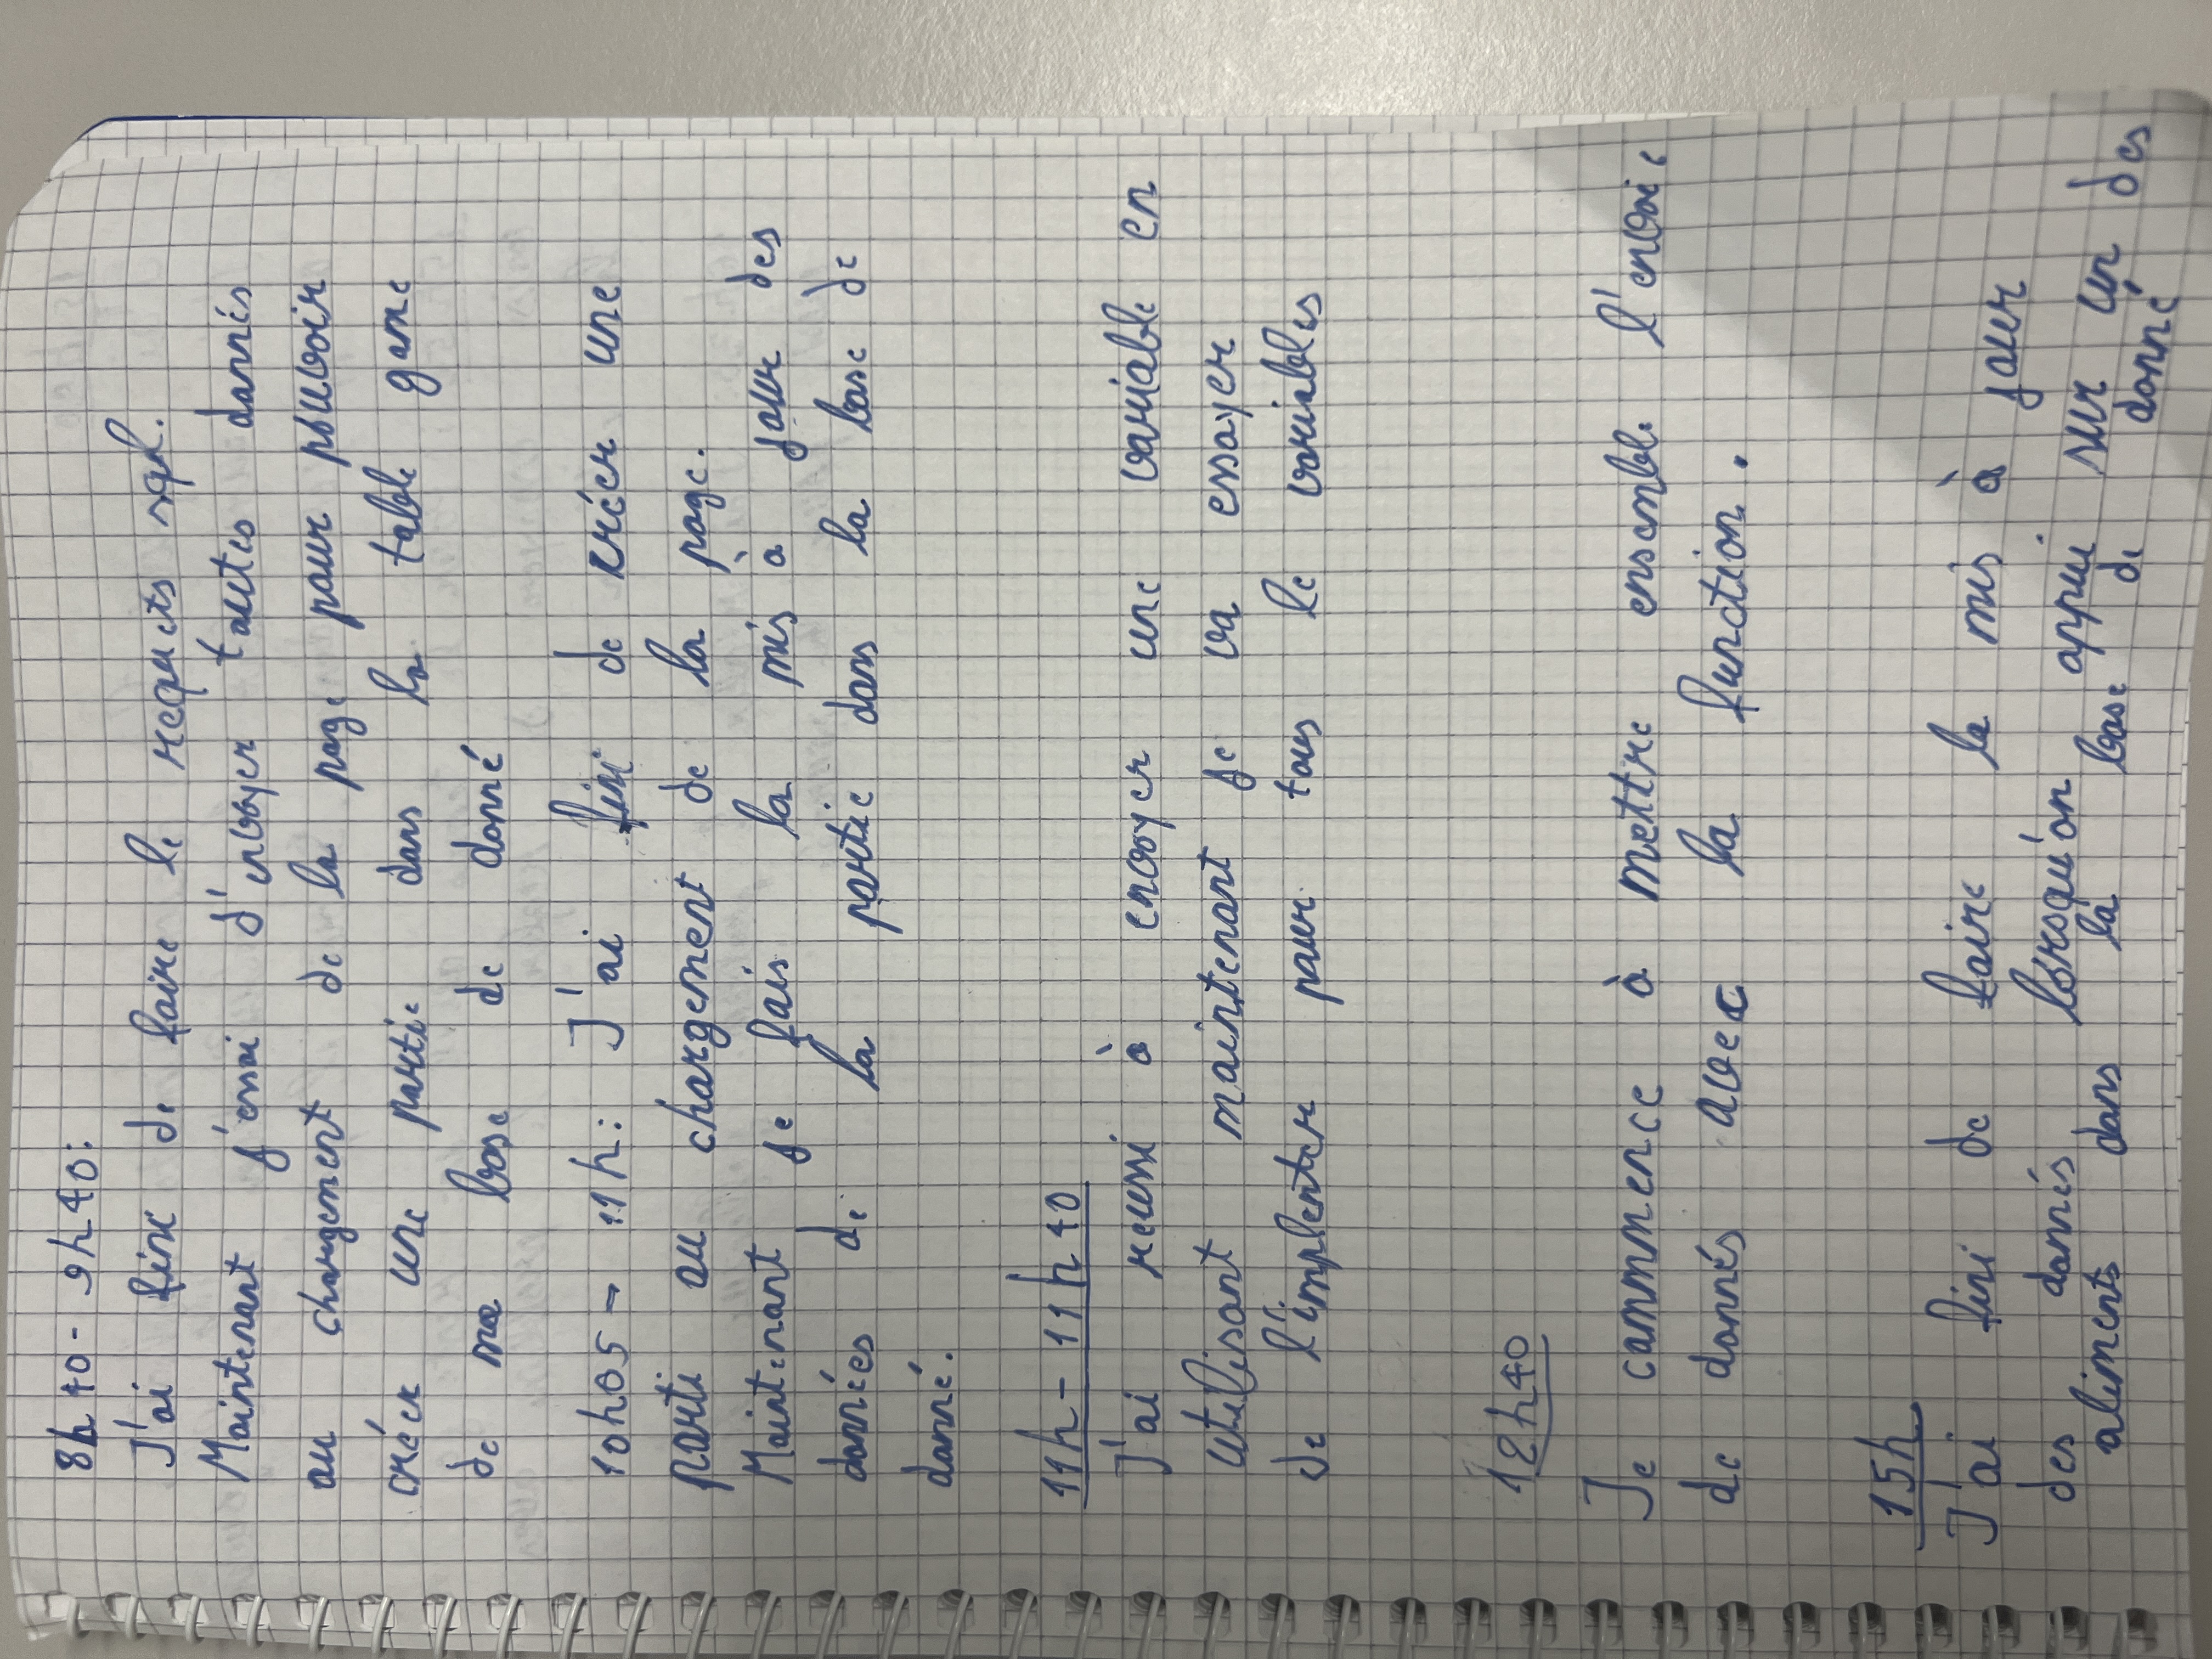 8h40 - 9h40:
J'ai fini de faire le requets sql.
Maintenant j'essai d'envoyer toutes donnés
au chargement de la page pour pouvoir
créer une partie dans la table game
de ma base de donné
10h05 - 11h: J'ai fini de créer une
parti au chargement de la page.
Maintenant je fais la mis à jour des
données de la partie dans la base de
donné.
11h - 11h40
J'ai reussi à envoyer une variable en
utilisant maintenant je va essayer
de l'implenter pour tous le variables
12h40
Je cammmence à mettre ensemble l'envoie
de donnés avec la function.
15h
J'ai fini de faire la mis à jour
des donnés lorsqu'on appui sur un des
aliments dans la base de donné